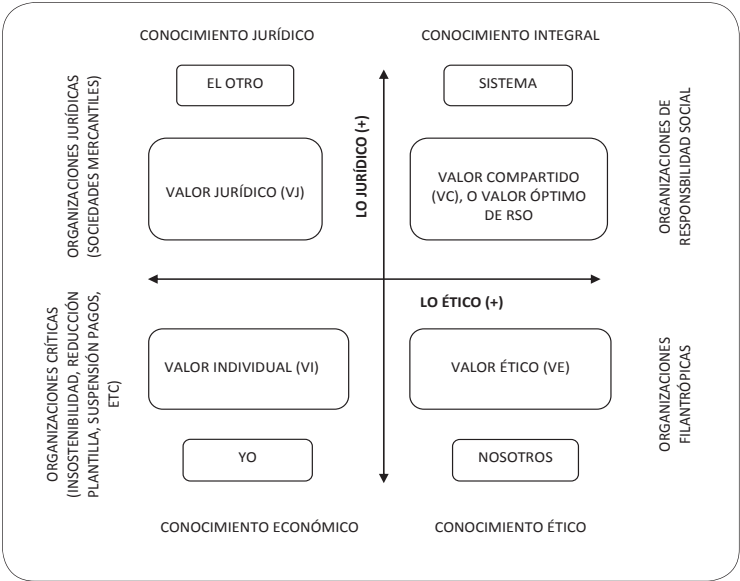 CONOCIMIENTO JURÍDICO
CONOCIMIENTO INTEGRAL
ORGANIZACIONES JURÍDICAS
(SOCIEDADES MERCANTILES)
EL OTRO
VALOR JURÍDICO (VJ)
LO JURÍDICO (+)
SISTEMA
VALOR COMPARTIDO
(VC), O VALOR ÓPTIMO
DE RSO
ORGANIZACIONES DE
RESPONSBILIDAD SOCIAL
LO ÉTICO (+)
ORGANIZACIONES CRÍTICAS
(INSOSTENIBILIDAD, REDUCCIÓN
PLANTILLA, SUSPENSIÓN PAGOS,
ETC)
VALOR INDIVIDUAL (VI)
YO
VALOR ÉTICO (VE)
NOSOTROS
ORGANIZACIONES
FILANTRÓPICAS
CONOCIMIENTO ECONÓMICO
CONOCIMIENTO ÉTICO